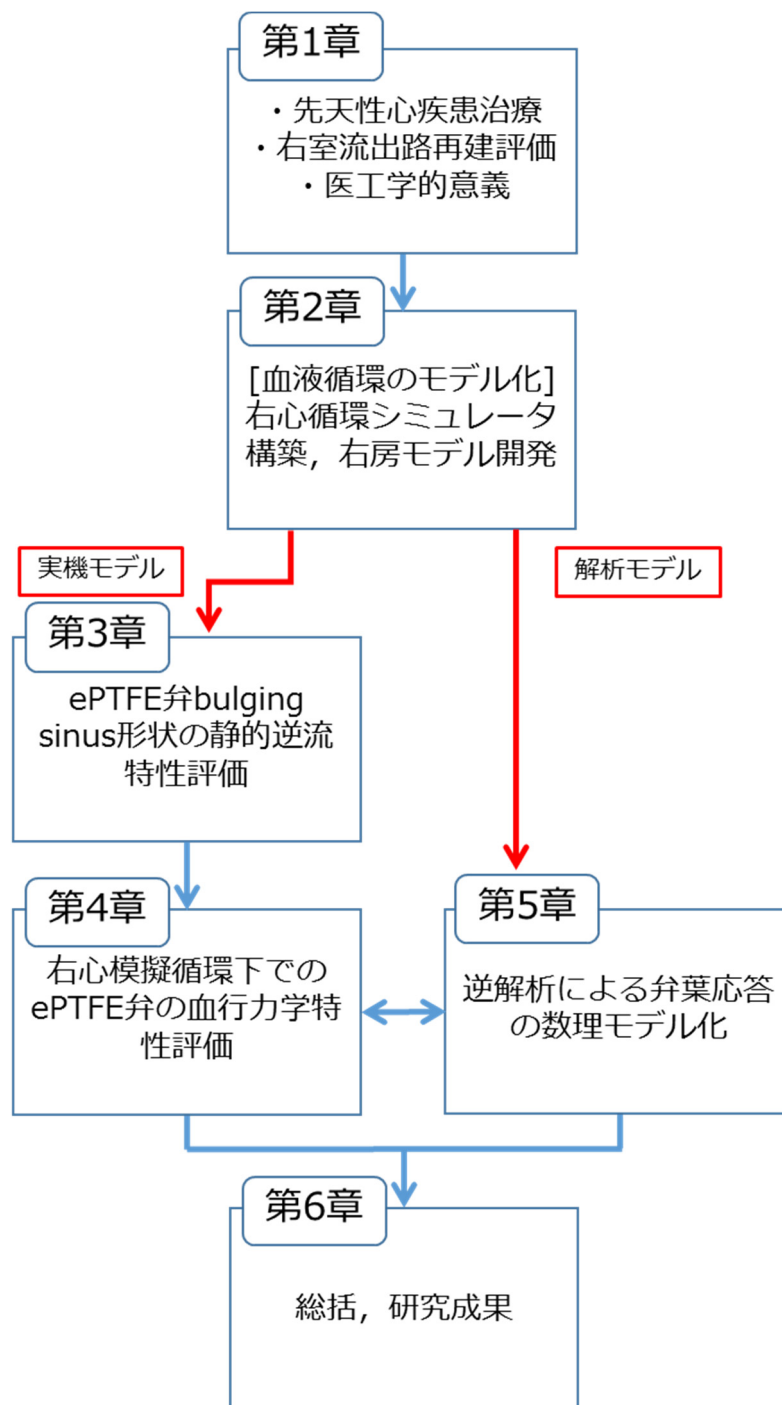 第1章
・先天性心疾患治療
・右室流出路再建評価
・医工学的意義
第2章
[血液循環のモデル化]
右心循環シミュレータ
構築，右房モデル開発
実機モデル
解析モデル
第3章
ePTFE弁bulging
sinus形状の静的逆流
特性評価
第4章
右心模擬循環下での
ePTFE弁の血行力学特
性評価
第5章
逆解析による弁葉応答
の数理モデル化
第6章
総括，研究成果